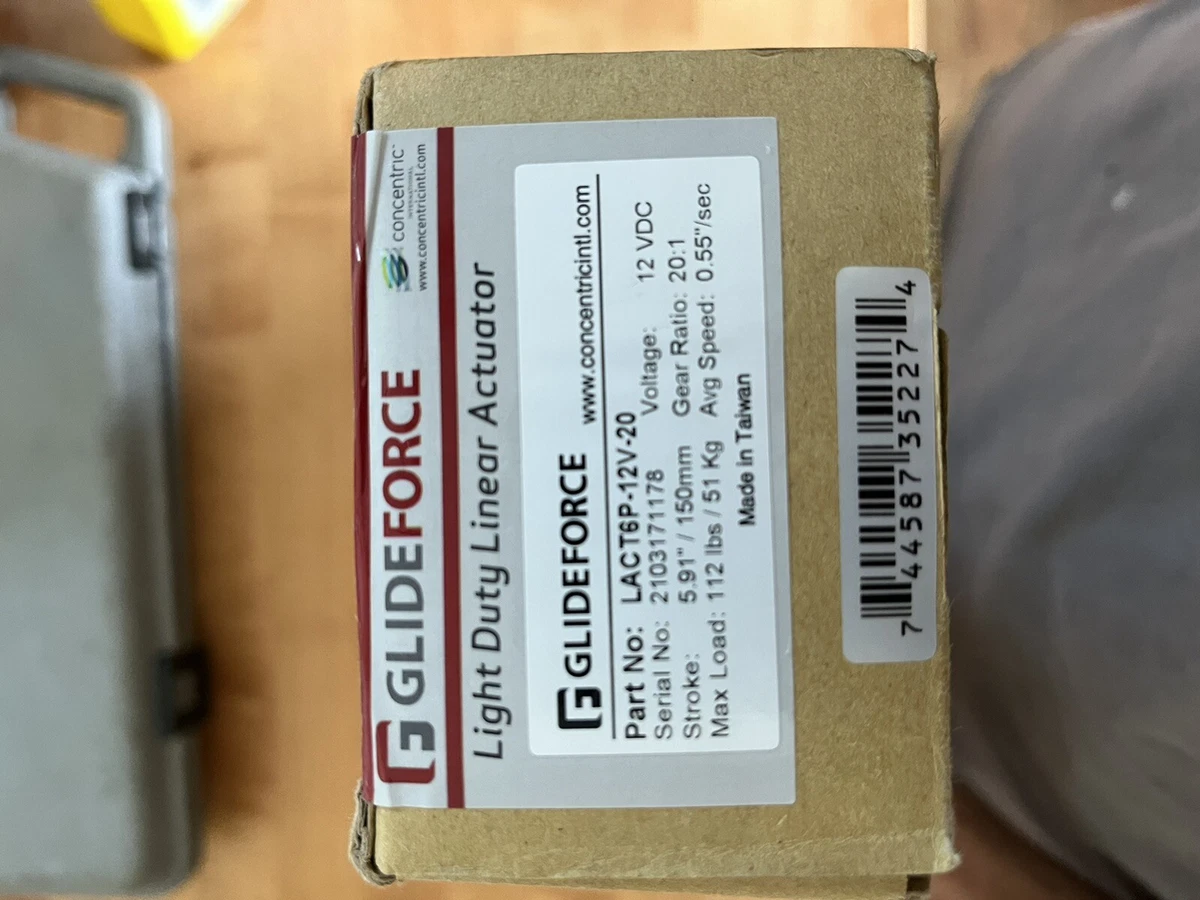 GLIDEFORCE
concentric™
INTERNATIONAL
www.concentricintl.com
Light Duty Linear Actuator
GLIDEFORCE www.concentricintl.com
Part No: LACT6P-12V-20
Serial No: 2103171178 Voltage: 12 VDC
Stroke: 5.91" / 150mm Gear Ratio: 20:1
Max Load: 112 lbs / 51 Kg Avg Speed: 0.55"/sec
Made in Taiwan
7 44587 35227 4